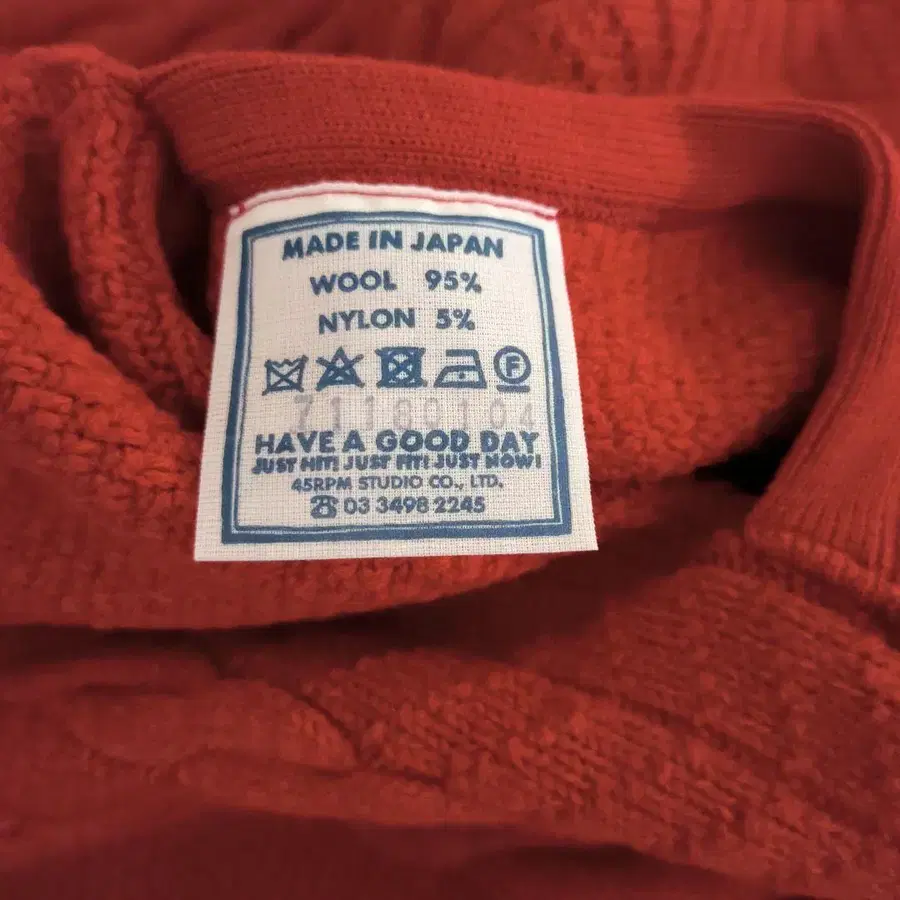 MADE IN JAPAN
WOOL 95%
NYLON 5%
F
71160104
HAVE A GOOD DAY
JUST HIT! JUST FIT! JUST NOW!
45RPM STUDIO CO., LTD.
☎ 03 3498 2245